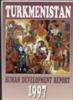 TURKMENISTAN
HUMAN DEVELOPMENT REPORT
1997